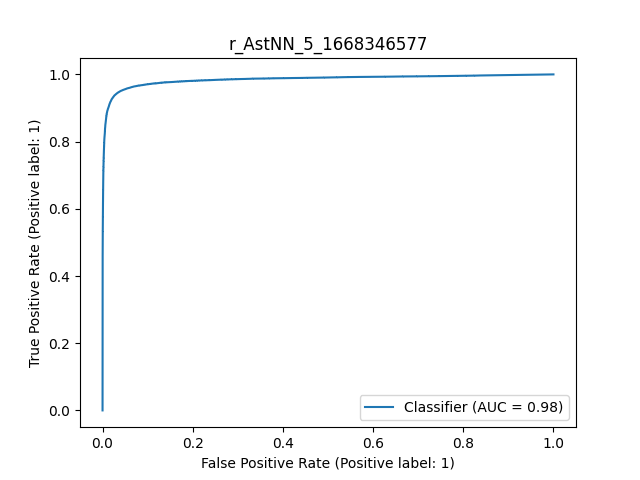 r_AstNN_5_1668346577
1.0
0.8
0.6
0.4
0.2
0.0
True Positive Rate (Positive label: 1)
Classifier (AUC = 0.98)
0.0 0.2 0.4 0.6 0.8 1.0
False Positive Rate (Positive label: 1)